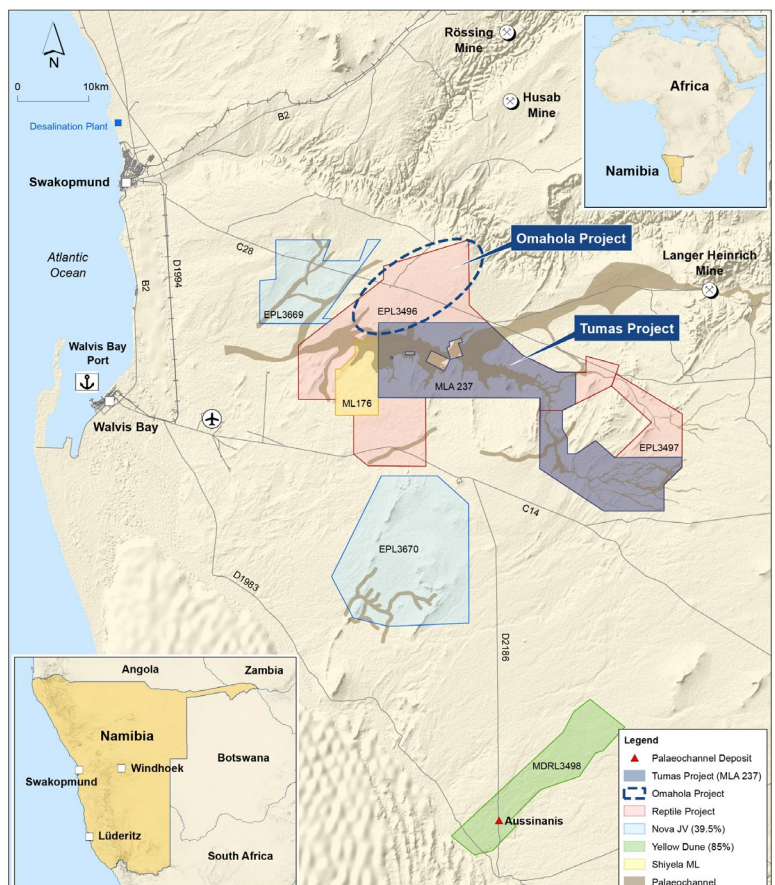 N
0
10km
Rössing
Mine
Husab
Mine
B2
Desalination Plant
Swakopmund
Africa
Namibia
C28
Omahola Project
Atlantic
Ocean
B2
D1994
Langer Heinrich
Mine
EPL3669
EPL3496
Tumas Project
Walvis Bay
Port
MLA 237
ML176
Walvis Bay
EPL3497
C14
EPL3670
D1983
D2186
Angola
Zambia
Namibia
Botswana
Windhoek
Swakopmund
Lüderitz
South Africa
MDRL3498
Aussinanis
Legend
Palaeochannel Deposit
Tumas Project (MLA 237)
Omahola Project
Reptile Project
Nova JV (39.5%)
Yellow Dune (85%)
Shiyela ML
Palaeochannel